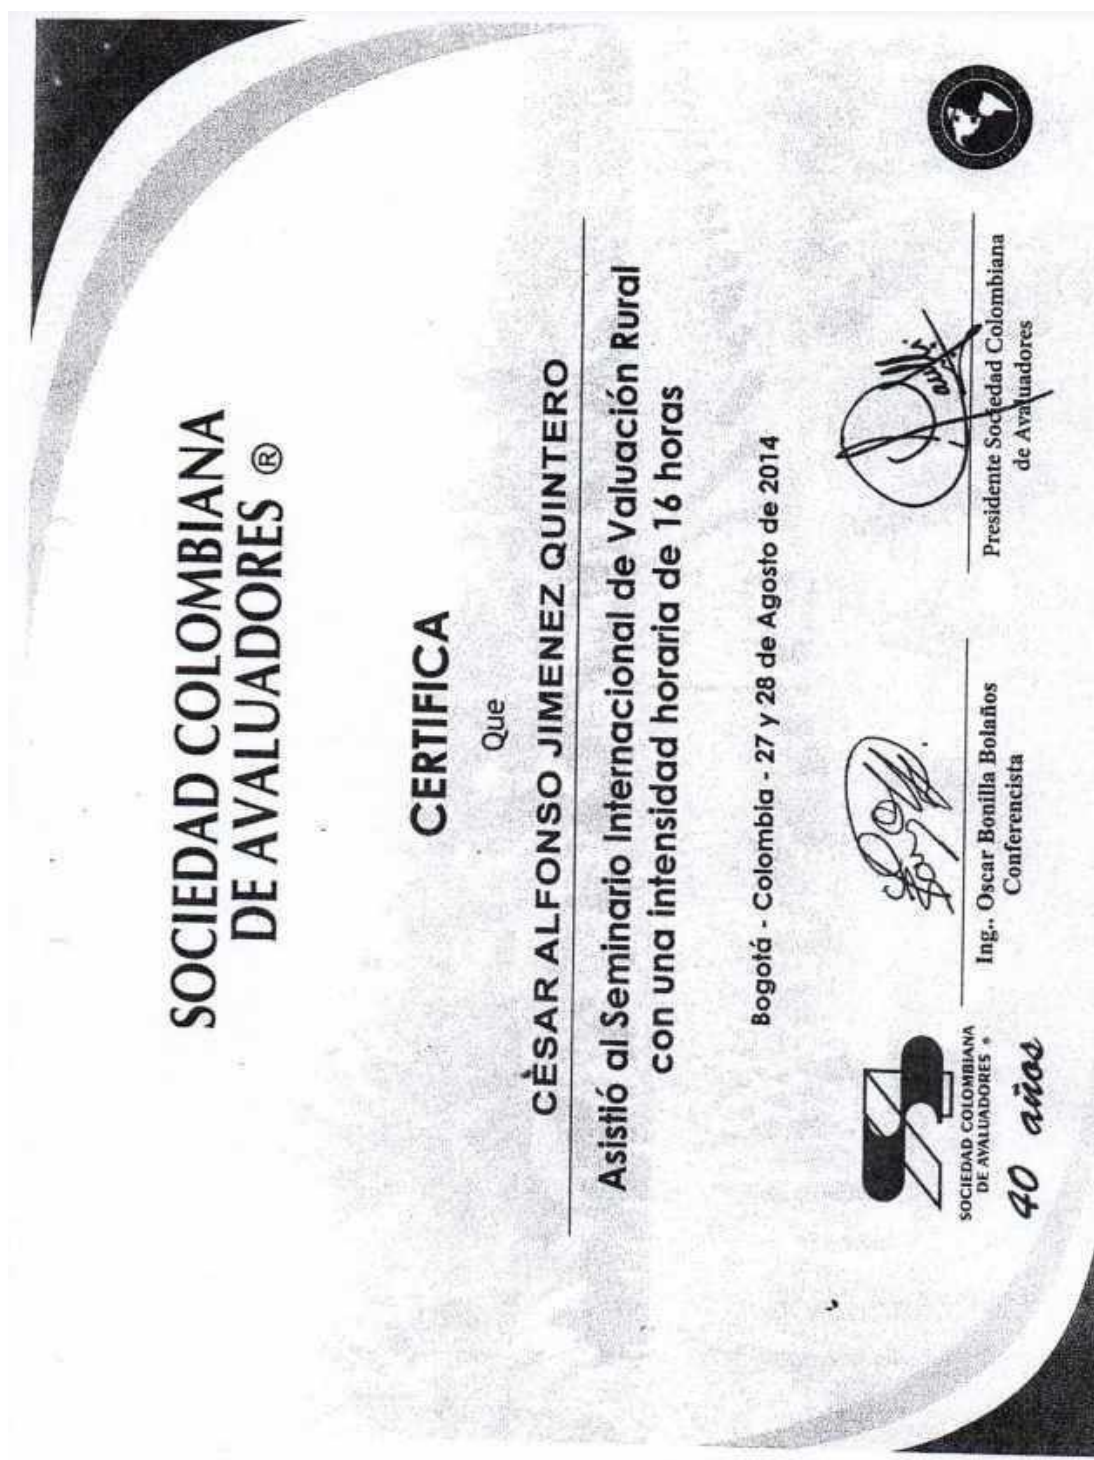 SOCIEDAD COLOMBIANA
DE AVALUADORES ®
CERTIFICA
Que
CÈSAR ALFONSO JIMENEZ QUINTERO
Asistió al Seminario Internacional de Valuación Rural
con una intensidad horaria de 16 horas
Bogotá - Colombia - 27 y 28 de Agosto de 2014
SOCIEDAD COLOMBIANA
DE AVALUADORES ®
40 años
Ing.. Oscar Bonilla Bolaños
Conferencista
Presidente Sociedad Colombiana
de Avaluadores